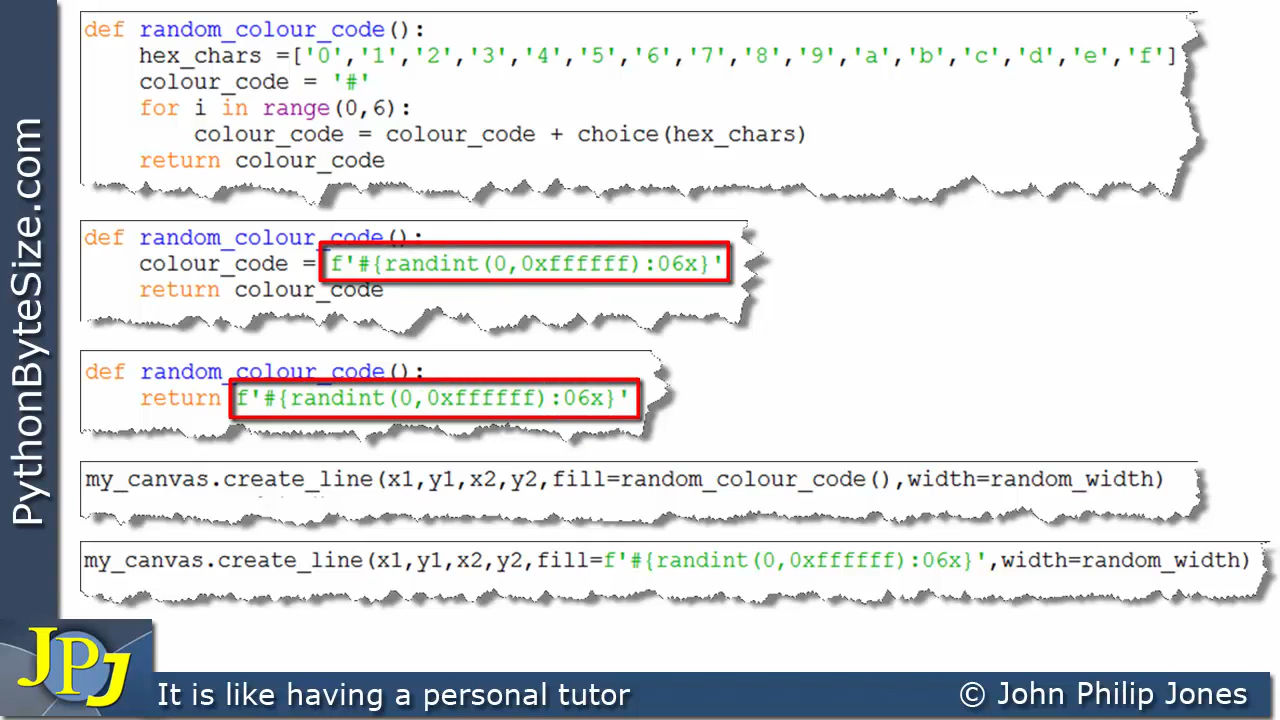 def random_colour_code():
    hex_chars =['0','1','2','3','4','5','6','7','8','9','a','b','c','d','e','f']
    colour_code = '#'
    for i in range(0,6):
        colour_code = colour_code + choice(hex_chars)
    return colour_code
def random_colour_code():
    colour_code = f'#{randint(0,0xffffff):06x}'
    return colour_code
def random_colour_code():
    return f'#{randint(0,0xffffff):06x}'
my_canvas.create_line(x1,y1,x2,y2,fill=random_colour_code(),width=random_width)
my_canvas.create_line(x1,y1,x2,y2,fill=f'#{randint(0,0xffffff):06x}',width=random_width)
PythonByteSize.com
JPJ
It is like having a personal tutor
© John Philip Jones